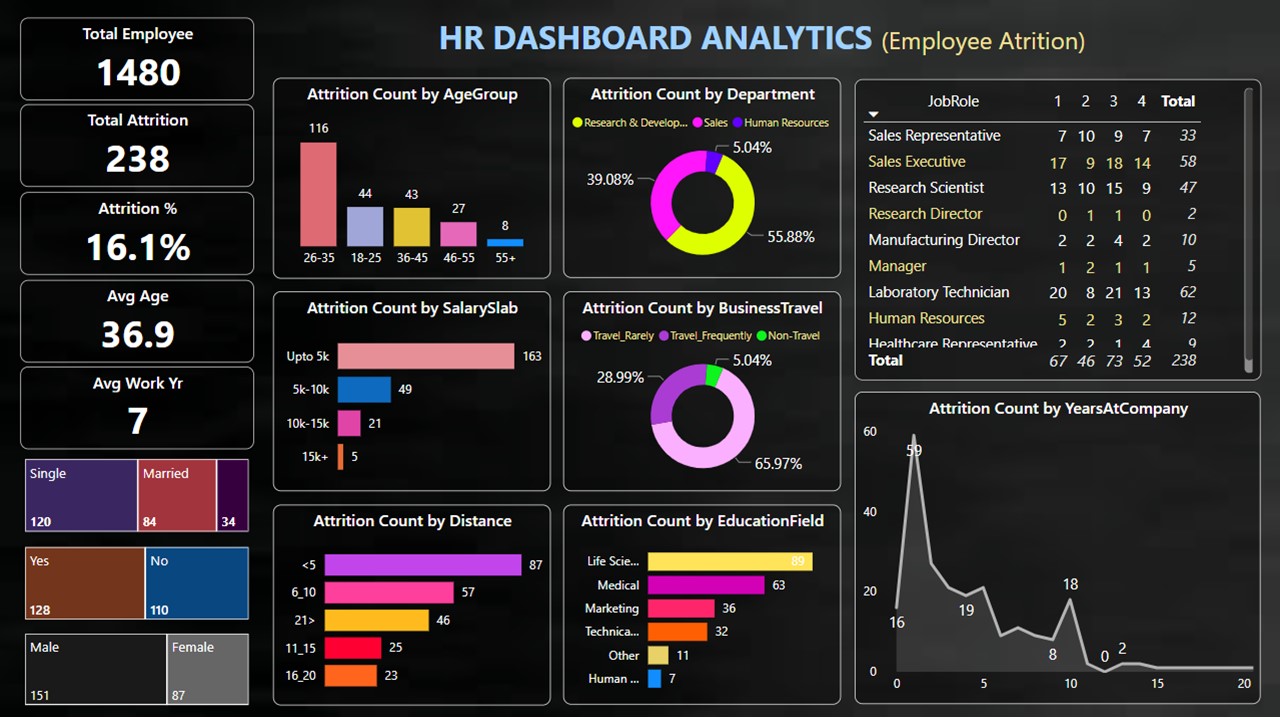 HR DASHBOARD ANALYTICS (Employee Atrition)
Total Employee
1480
Total Attrition
238
Attrition %
16.1%
Avg Age
36.9
Avg Work Yr
7
Single
Married
120
84
34
Yes
No
128
110
Male
Female
151
87
Attrition Count by AgeGroup
116
44
43
27
8
26-35
18-25
36-45
46-55
55+
Attrition Count by SalarySlab
Upto 5k 163
5k-10k 49
10k-15k 21
15k+ 5
Attrition Count by Distance
<5 87
6_10 57
21> 46
11_15 25
16_20 23
Attrition Count by Department
Research & Develop... Sales Human Resources
5.04%
39.08%
55.88%
Attrition Count by BusinessTravel
Travel_Rarely Travel_Frequently Non-Travel
5.04%
28.99%
65.97%
Attrition Count by EducationField
Life Scie... 89
Medical 63
Marketing 36
Technica... 32
Other 11
Human ... 7
JobRole 1 2 3 4 Total
Sales Representative 7 10 9 7 33
Sales Executive 17 9 18 14 58
Research Scientist 13 10 15 9 47
Research Director 0 1 1 0 2
Manufacturing Director 2 2 4 2 10
Manager 1 2 1 1 5
Laboratory Technician 20 8 21 13 62
Human Resources 5 2 3 2 12
Healthcare Representative 2 2 1 4 9
Total 67 46 73 52 238
Attrition Count by YearsAtCompany
60
59
40
20
18
16
19
8
0
2
0
0
5
10
15
20